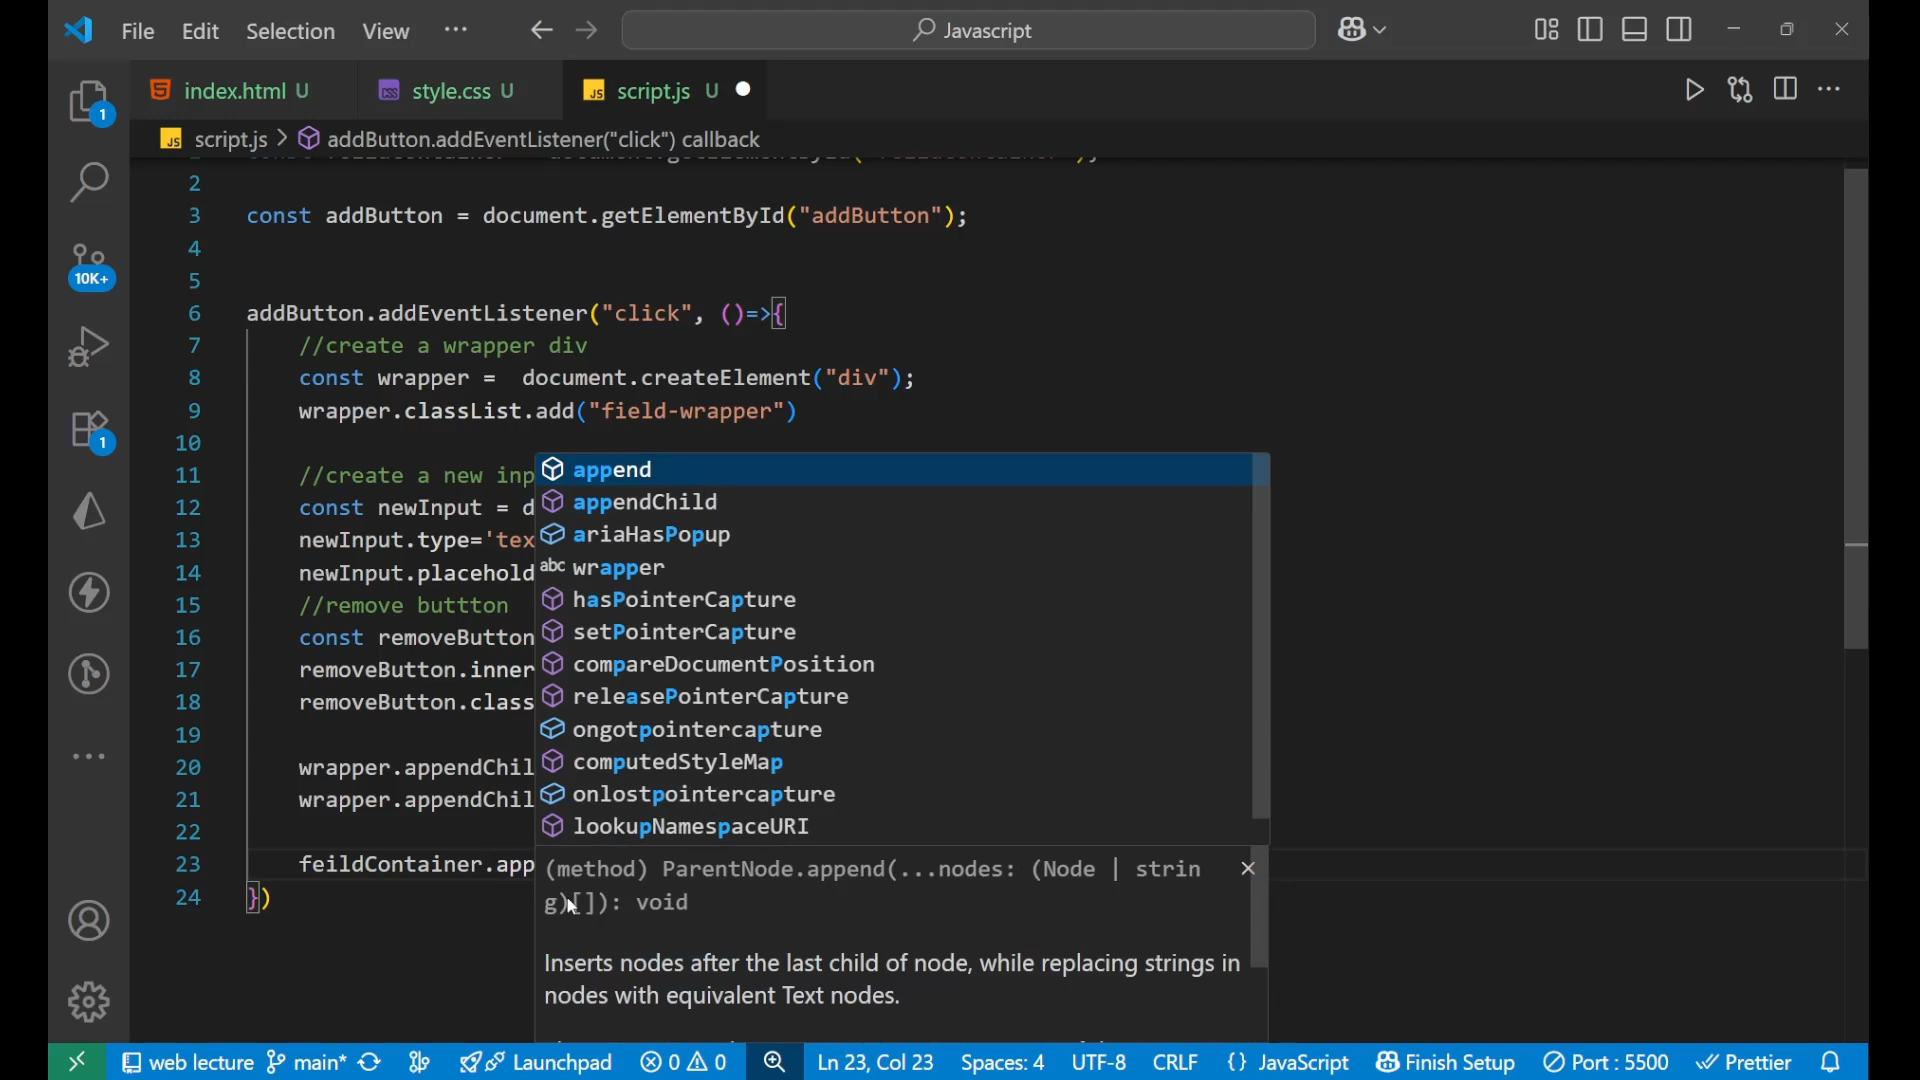 File Edit Selection View ··· Javascript
index.html U style.css U script.js U
script.js > addButton.addEventListener("click") callback
2
3 const addButton = document.getElementById("addButton");
4
5
6 addButton.addEventListener("click", ()=>{
7 //create a wrapper div
8 const wrapper = document.createElement("div");
9 wrapper.classList.add("field-wrapper")
10
11 //create a new inp
12 const newInput = d
13 newInput.type='tex
14 newInput.placehold
15 //remove buttton
16 const removeButton
17 removeButton.inner
18 removeButton.class
19
20 wrapper.appendChil
21 wrapper.appendChil
22
23 feildContainer.app
24 })
append
appendChild
ariaHasPopup
abc wrapper
hasPointerCapture
setPointerCapture
compareDocumentPosition
releasePointerCapture
ongotpointercapture
computedStyleMap
onlostpointercapture
lookupNamespaceURI
(method) ParentNode.append(...nodes: (Node | strin
g)[]): void
Inserts nodes after the last child of node, while replacing strings in
nodes with equivalent Text nodes.
1
10K+
1
web lecture main* Launchpad 0 0 Ln 23, Col 23 Spaces: 4 UTF-8 CRLF {} JavaScript Finish Setup Port : 5500 Prettier